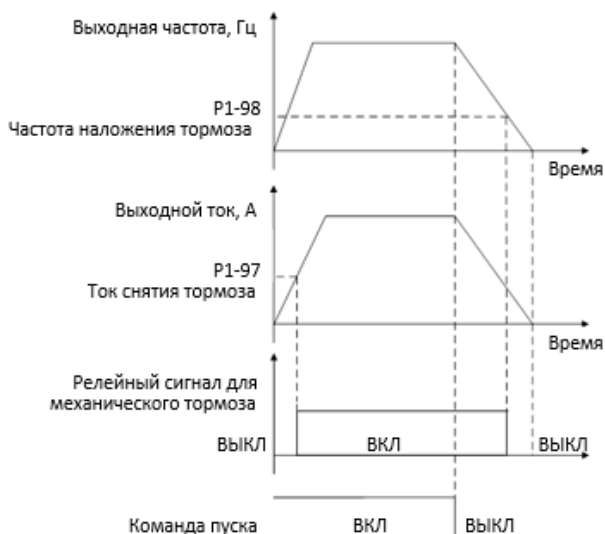 Выходная частота, Гц
P1-98
Частота наложения тормоза
Время
Выходной ток, А
P1-97
Ток снятия тормоза
Время
Релейный сигнал для
механического тормоза
ВЫКЛ ВКЛ ВЫКЛ
Команда пуска ВКЛ ВЫКЛ